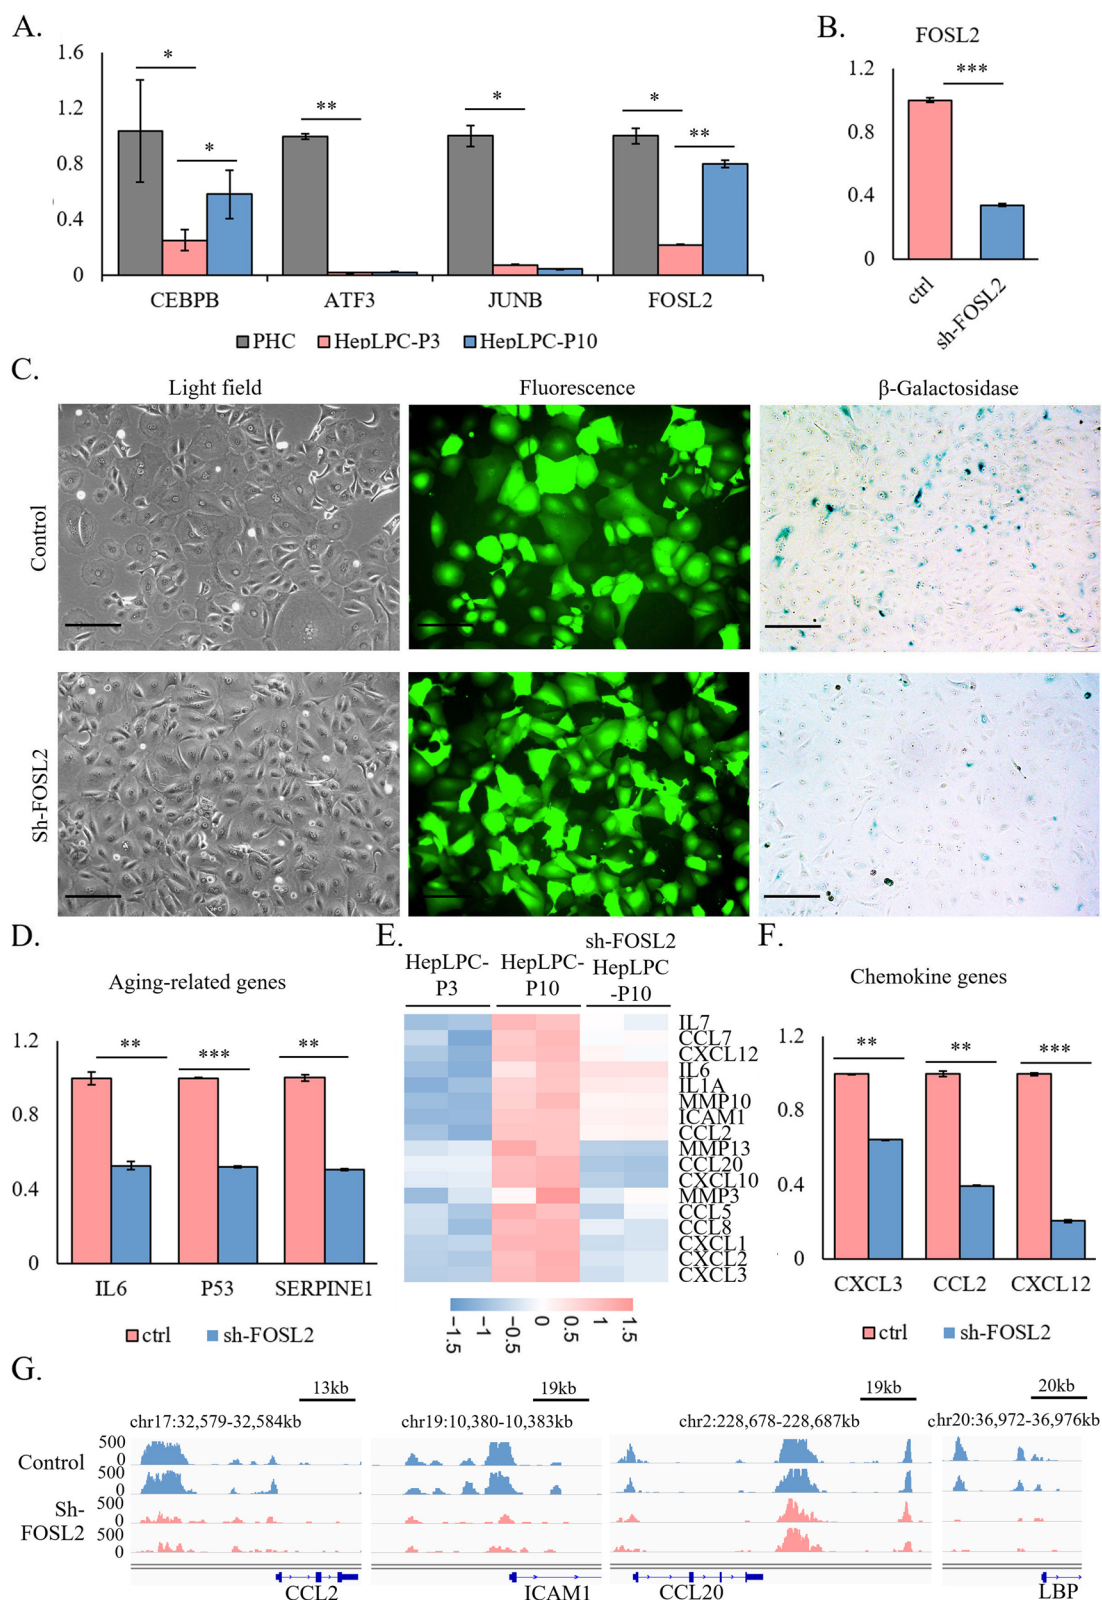 A.
1.6
1.2
0.8
0.4
0
*
*
**
*
*
**
CEBPB ATF3 JUNB FOSL2
PHC HepLPC-P3 HepLPC-P10
B.
FOSL2
1.2
0.8
0.4
0
***
ctrl
sh-FOSL2
C.
Light field Fluorescence β-Galactosidase
Control
Sh-FOSL2
D.
Aging-related genes
1.2
0.8
0.4
0
** *** **
IL6 P53 SERPINE1
ctrl sh-FOSL2
E.
HepLPC-
P3
HepLPC-
P10
sh-FOSL2
HepLPC
-P10
IL7
CCL7
CXCL12
IL6
IL1A
MMP10
ICAM1
CCL2
MMP13
CCL20
CXCL10
MMP3
CCL5
CCL8
CXCL1
CXCL2
CXCL3
-1.5 -1 -0.5 0 0.5 1 1.5
F.
Chemokine genes
1.2
0.8
0.4
0
** ** ***
CXCL3 CCL2 CXCL12
ctrl sh-FOSL2
G.
13kb 19kb 19kb 20kb
chr17:32,579-32,584kb chr19:10,380-10,383kb chr2:228,678-228,687kb chr20:36,972-36,976kb
Control
500
0
500
0
Sh-
FOSL2
500
0
500
0
CCL2 ICAM1 CCL20 LBP